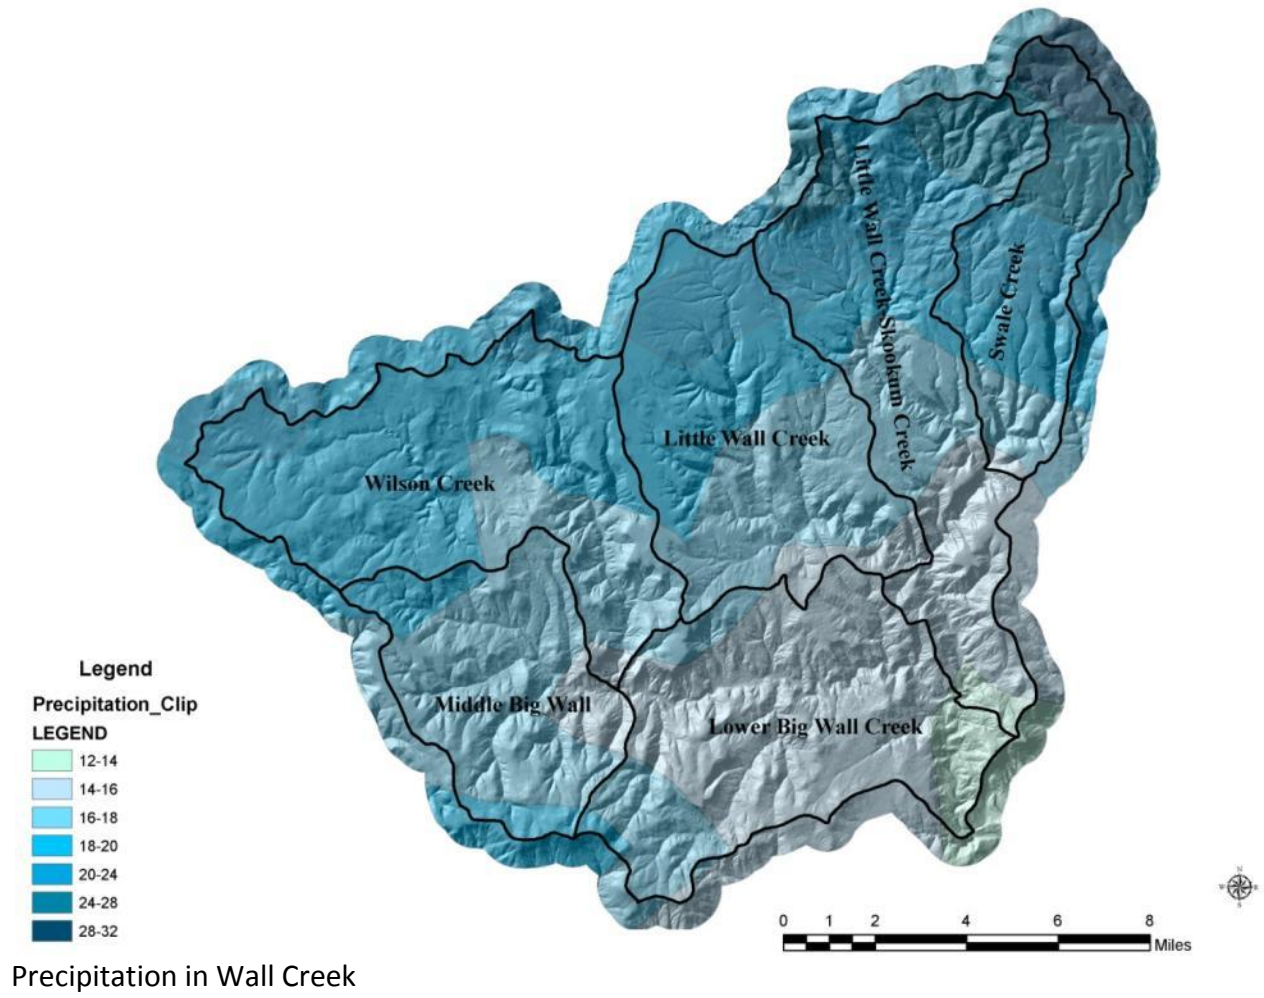 Little Wall Creek-Skookum Creek
Swale Creek
Little Wall Creek
Wilson Creek
Middle Big Wall
Lower Big Wall Creek
Legend
Precipitation_Clip
LEGEND
12-14
14-16
16-18
18-20
20-24
24-28
28-32
N
W E
S
0 1 2 4 6 8
Miles
Precipitation in Wall Creek